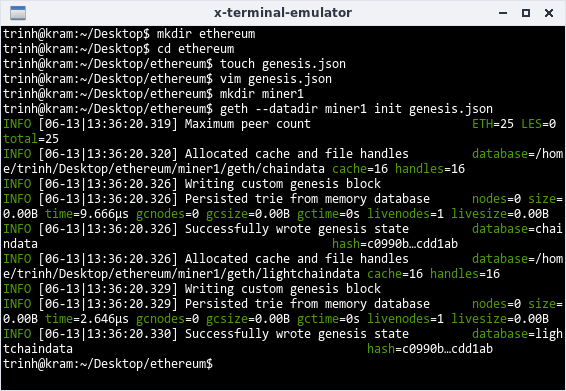 x-terminal-emulator
trinh@kram:~/Desktop$ mkdir ethereum
trinh@kram:~/Desktop$ cd ethereum
trinh@kram:~/Desktop/ethereum$ touch genesis.json
trinh@kram:~/Desktop/ethereum$ vim genesis.json
trinh@kram:~/Desktop/ethereum$ mkdir miner1
trinh@kram:~/Desktop/ethereum$ geth --datadir miner1 init genesis.json
INFO [06-13|13:36:20.319] Maximum peer count                       ETH=25 LES=0
total=25
INFO [06-13|13:36:20.320] Allocated cache and file handles         database=/hom
e/trinh/Desktop/ethereum/miner1/geth/chaindata cache=16 handles=16
INFO [06-13|13:36:20.326] Writing custom genesis block
INFO [06-13|13:36:20.326] Persisted trie from memory database      nodes=0 size=
0.00B time=9.666µs gcnodes=0 gcsize=0.00B gctime=0s livenodes=1 livesize=0.00B
INFO [06-13|13:36:20.326] Successfully wrote genesis state         database=chai
ndata                                          hash=c0990b…cdd1ab
INFO [06-13|13:36:20.326] Allocated cache and file handles         database=/hom
e/trinh/Desktop/ethereum/miner1/geth/lightchaindata cache=16 handles=16
INFO [06-13|13:36:20.329] Writing custom genesis block
INFO [06-13|13:36:20.329] Persisted trie from memory database      nodes=0 size=
0.00B time=2.646µs gcnodes=0 gcsize=0.00B gctime=0s livenodes=1 livesize=0.00B
INFO [06-13|13:36:20.330] Successfully wrote genesis state         database=ligh
tchaindata                                          hash=c0990b…cdd1ab
trinh@kram:~/Desktop/ethereum$